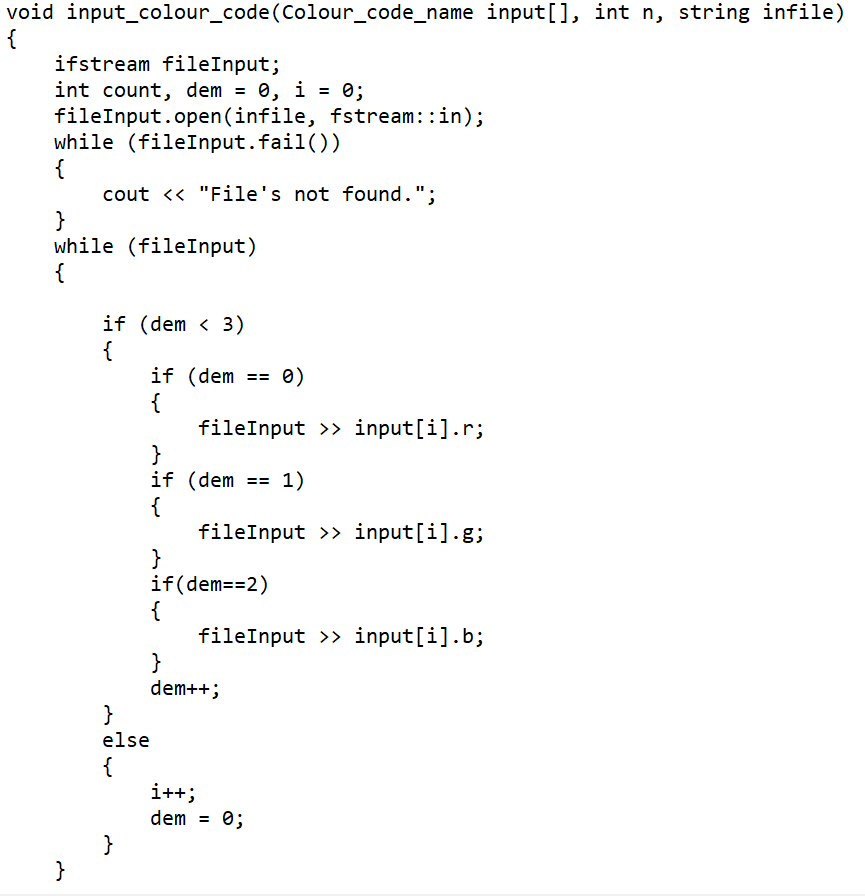 void input_colour_code(Colour_code_name input[], int n, string infile)
{
    ifstream fileInput;
    int count, dem = 0, i = 0;
    fileInput.open(infile, fstream::in);
    while (fileInput.fail())
    {
        cout << "File's not found.";
    }
    while (fileInput)
    {

        if (dem < 3)
        {
            if (dem == 0)
            {
                fileInput >> input[i].r;
            }
            if (dem == 1)
            {
                fileInput >> input[i].g;
            }
            if(dem==2)
            {
                fileInput >> input[i].b;
            }
            dem++;
        }
        else
        {
            i++;
            dem = 0;
        }
    }